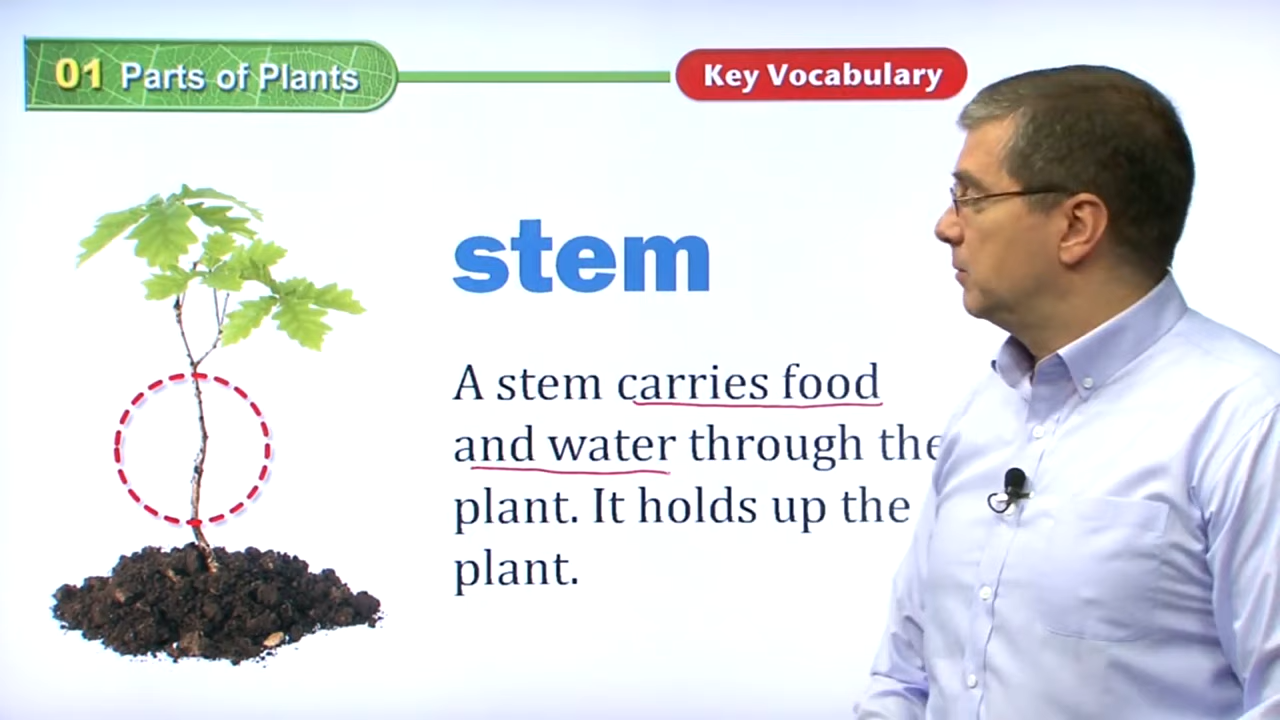 01 Parts of Plants
Key Vocabulary
stem
A stem carries food
and water through the
plant. It holds up the
plant.